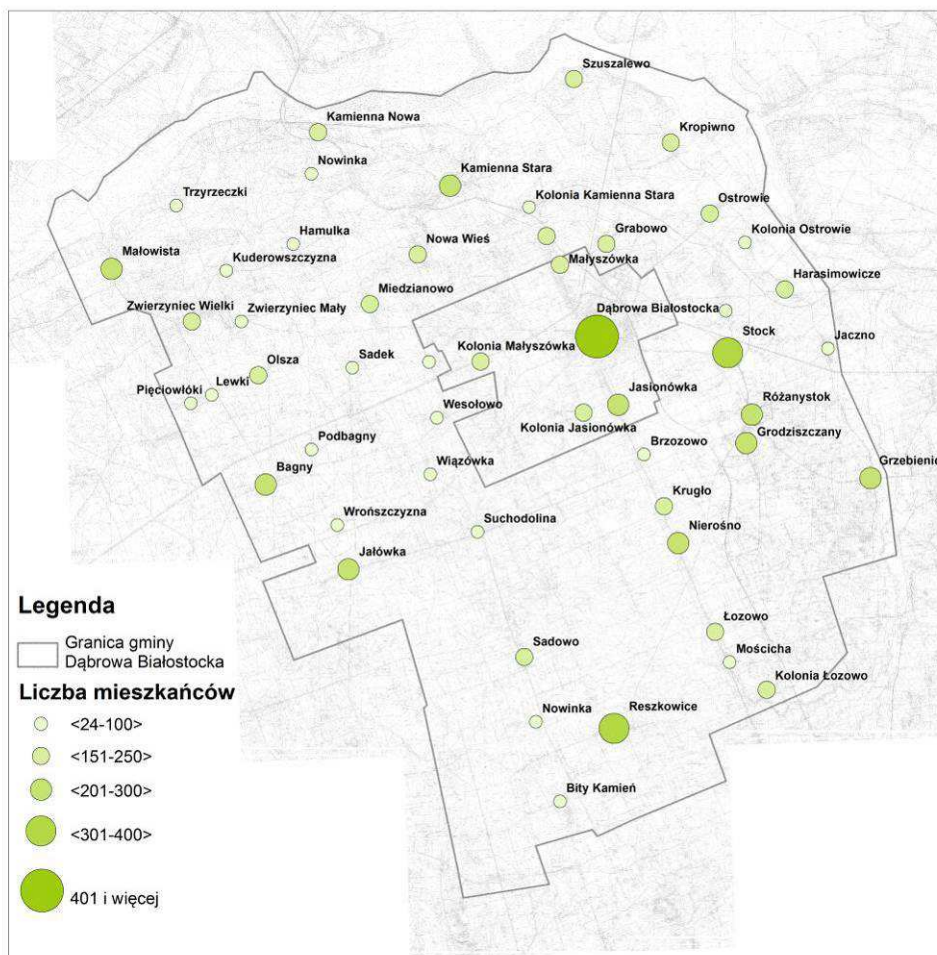 Szuszalewo
Kamienna Nowa
Kropiwno
Nowinka
Kamienna Stara
Trzyrzeczki
Kolonia Kamienna Stara
Ostrowie
Kolonia Ostrowie
Hamulka
Nowa Wieś
Grabowo
Małowista
Kuderowszczyzna
Małyszówka
Harasimowicze
Miedzianowo
Zwierzyniec Wielki
Zwierzyniec Mały
Dąbrowa Białostocka
Stock
Jaczno
Kolonia Małyszówka
Olsza
Sadek
Lewki
Pięciowłóki
Jasionówka
Różanystok
Wesołowo
Kolonia Jasionówka
Grodziszczany
Podbagny
Brzozowo
Bagny
Wiązówka
Grzebienie
Krugło
Wrońszczyzna
Suchodolina
Nierośno
Jałówka
Łozowo
Sadowo
Mościcha
Kolonia Łozowo
Nowinka
Reszkowice
Bity Kamień
Legenda
Granica gminy
Dąbrowa Białostocka
Liczba mieszkańców
<24-100>
<151-250>
<201-300>
<301-400>
401 i więcej